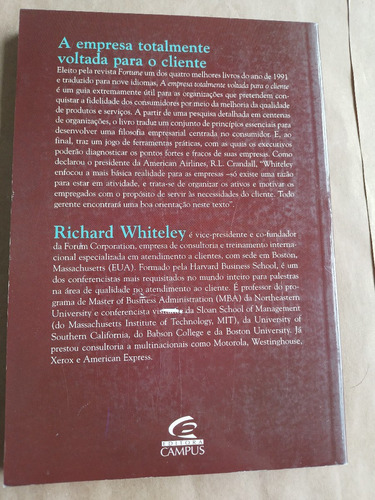 A empresa totalmente
voltada para o cliente
Eleito pela revista Fortune um dos quatro melhores livros do ano de 1991
e traduzido para nove idiomas, A empresa totalmente voltada para o cliente
é um guia extremamente útil para as organizações que pretendem con-
quistar a fidelidade dos consumidores por meio da melhoria da qualidade
de produtos e serviços. A partir de uma pesquisa detalhada em centenas
de organizações, o livro traduz um conjunto de princípios essenciais para
desenvolver uma filosofia empresarial centrada no consumidor. E, ao
final, traz um jogo de ferramentas práticas, com as quais os executivos
poderão diagnosticar os pontos fortes e fracos de suas empresas. Como
declarou o presidente da American Airlines, R.L. Crandall, "Whiteley
enfocou a mais básica realidade para as empresas –só existe uma razão
para estar em atividade, e trata-se de organizar os ativos e motivar os
empregados com o propósito de servir às necessidades do cliente. Todo
gerente encontrará uma boa orientação neste texto".
Richard Whiteley é vice-presidente e co-fundador
da Forum Corporation, empresa de consultoria e treinamento interna-
cional especializada em atendimento a clientes, com sede em Boston,
Massachusetts (EUA). Formado pela Harvard Business School, é um
dos conferencistas mais requisitados no mundo inteiro para palestras
na área de qualidade no atendimento ao cliente. É professor do pro-
grama de Master of Business Administration (MBA) da Northeastern
University e conferencista da Sloan School of Management
(do Massachusetts Institute of Technology, MIT), da University of
Southern California, do Babson College e da Boston University. Já
prestou consultoria a multinacionais como Motorola, Westinghouse,
Xerox e American Express.
EDITORA
CAMPUS